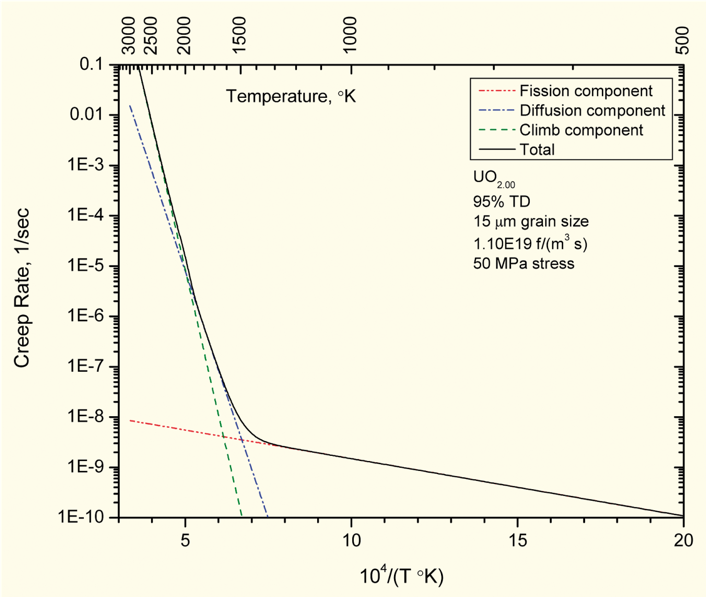 3000 2500 2000 1500 1000 500
Temperature, °K
Fission component
Diffusion component
Climb component
Total
UO2.00
95% TD
15 μm grain size
1.10E19 f/(m³ s)
50 MPa stress
0.1
0.01
1E-3
1E-4
1E-5
1E-6
1E-7
1E-8
1E-9
1E-10
Creep Rate, 1/sec
5 10 15 20
10⁴/(T °K)